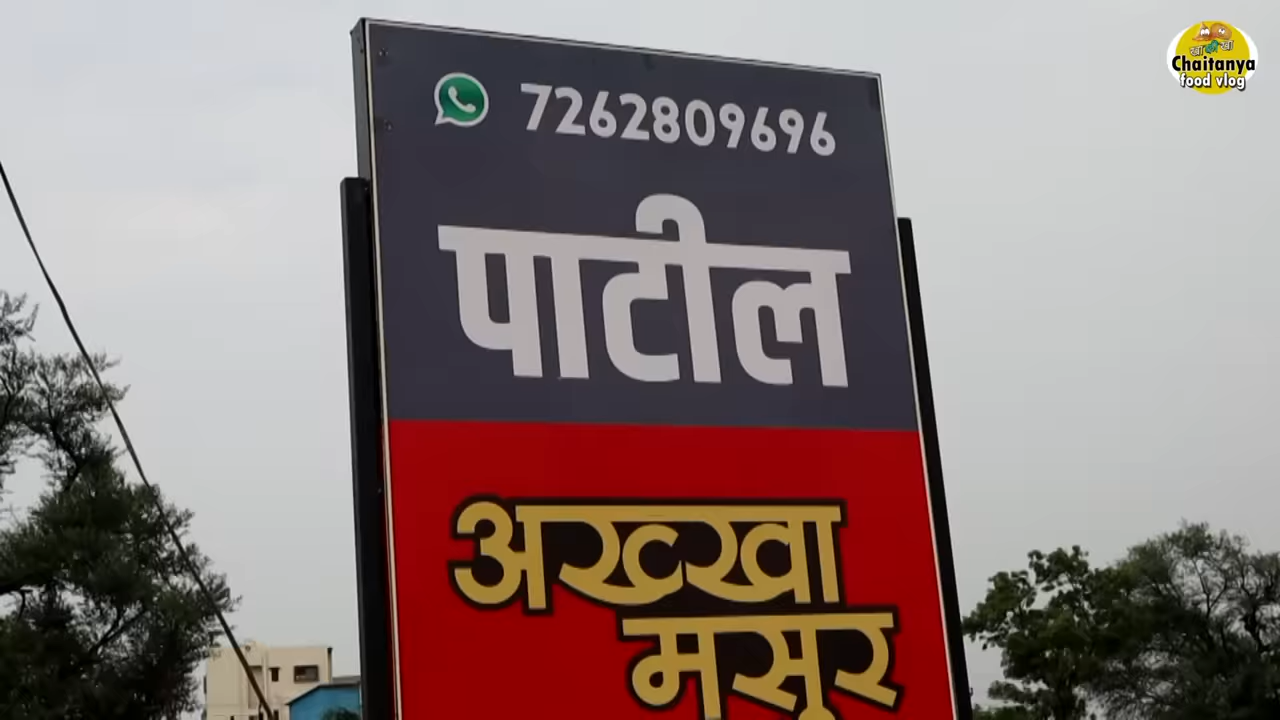 7262809696
पाटील
अख्खा
मसूर
खा रे खा
Chaitanya
food vlog